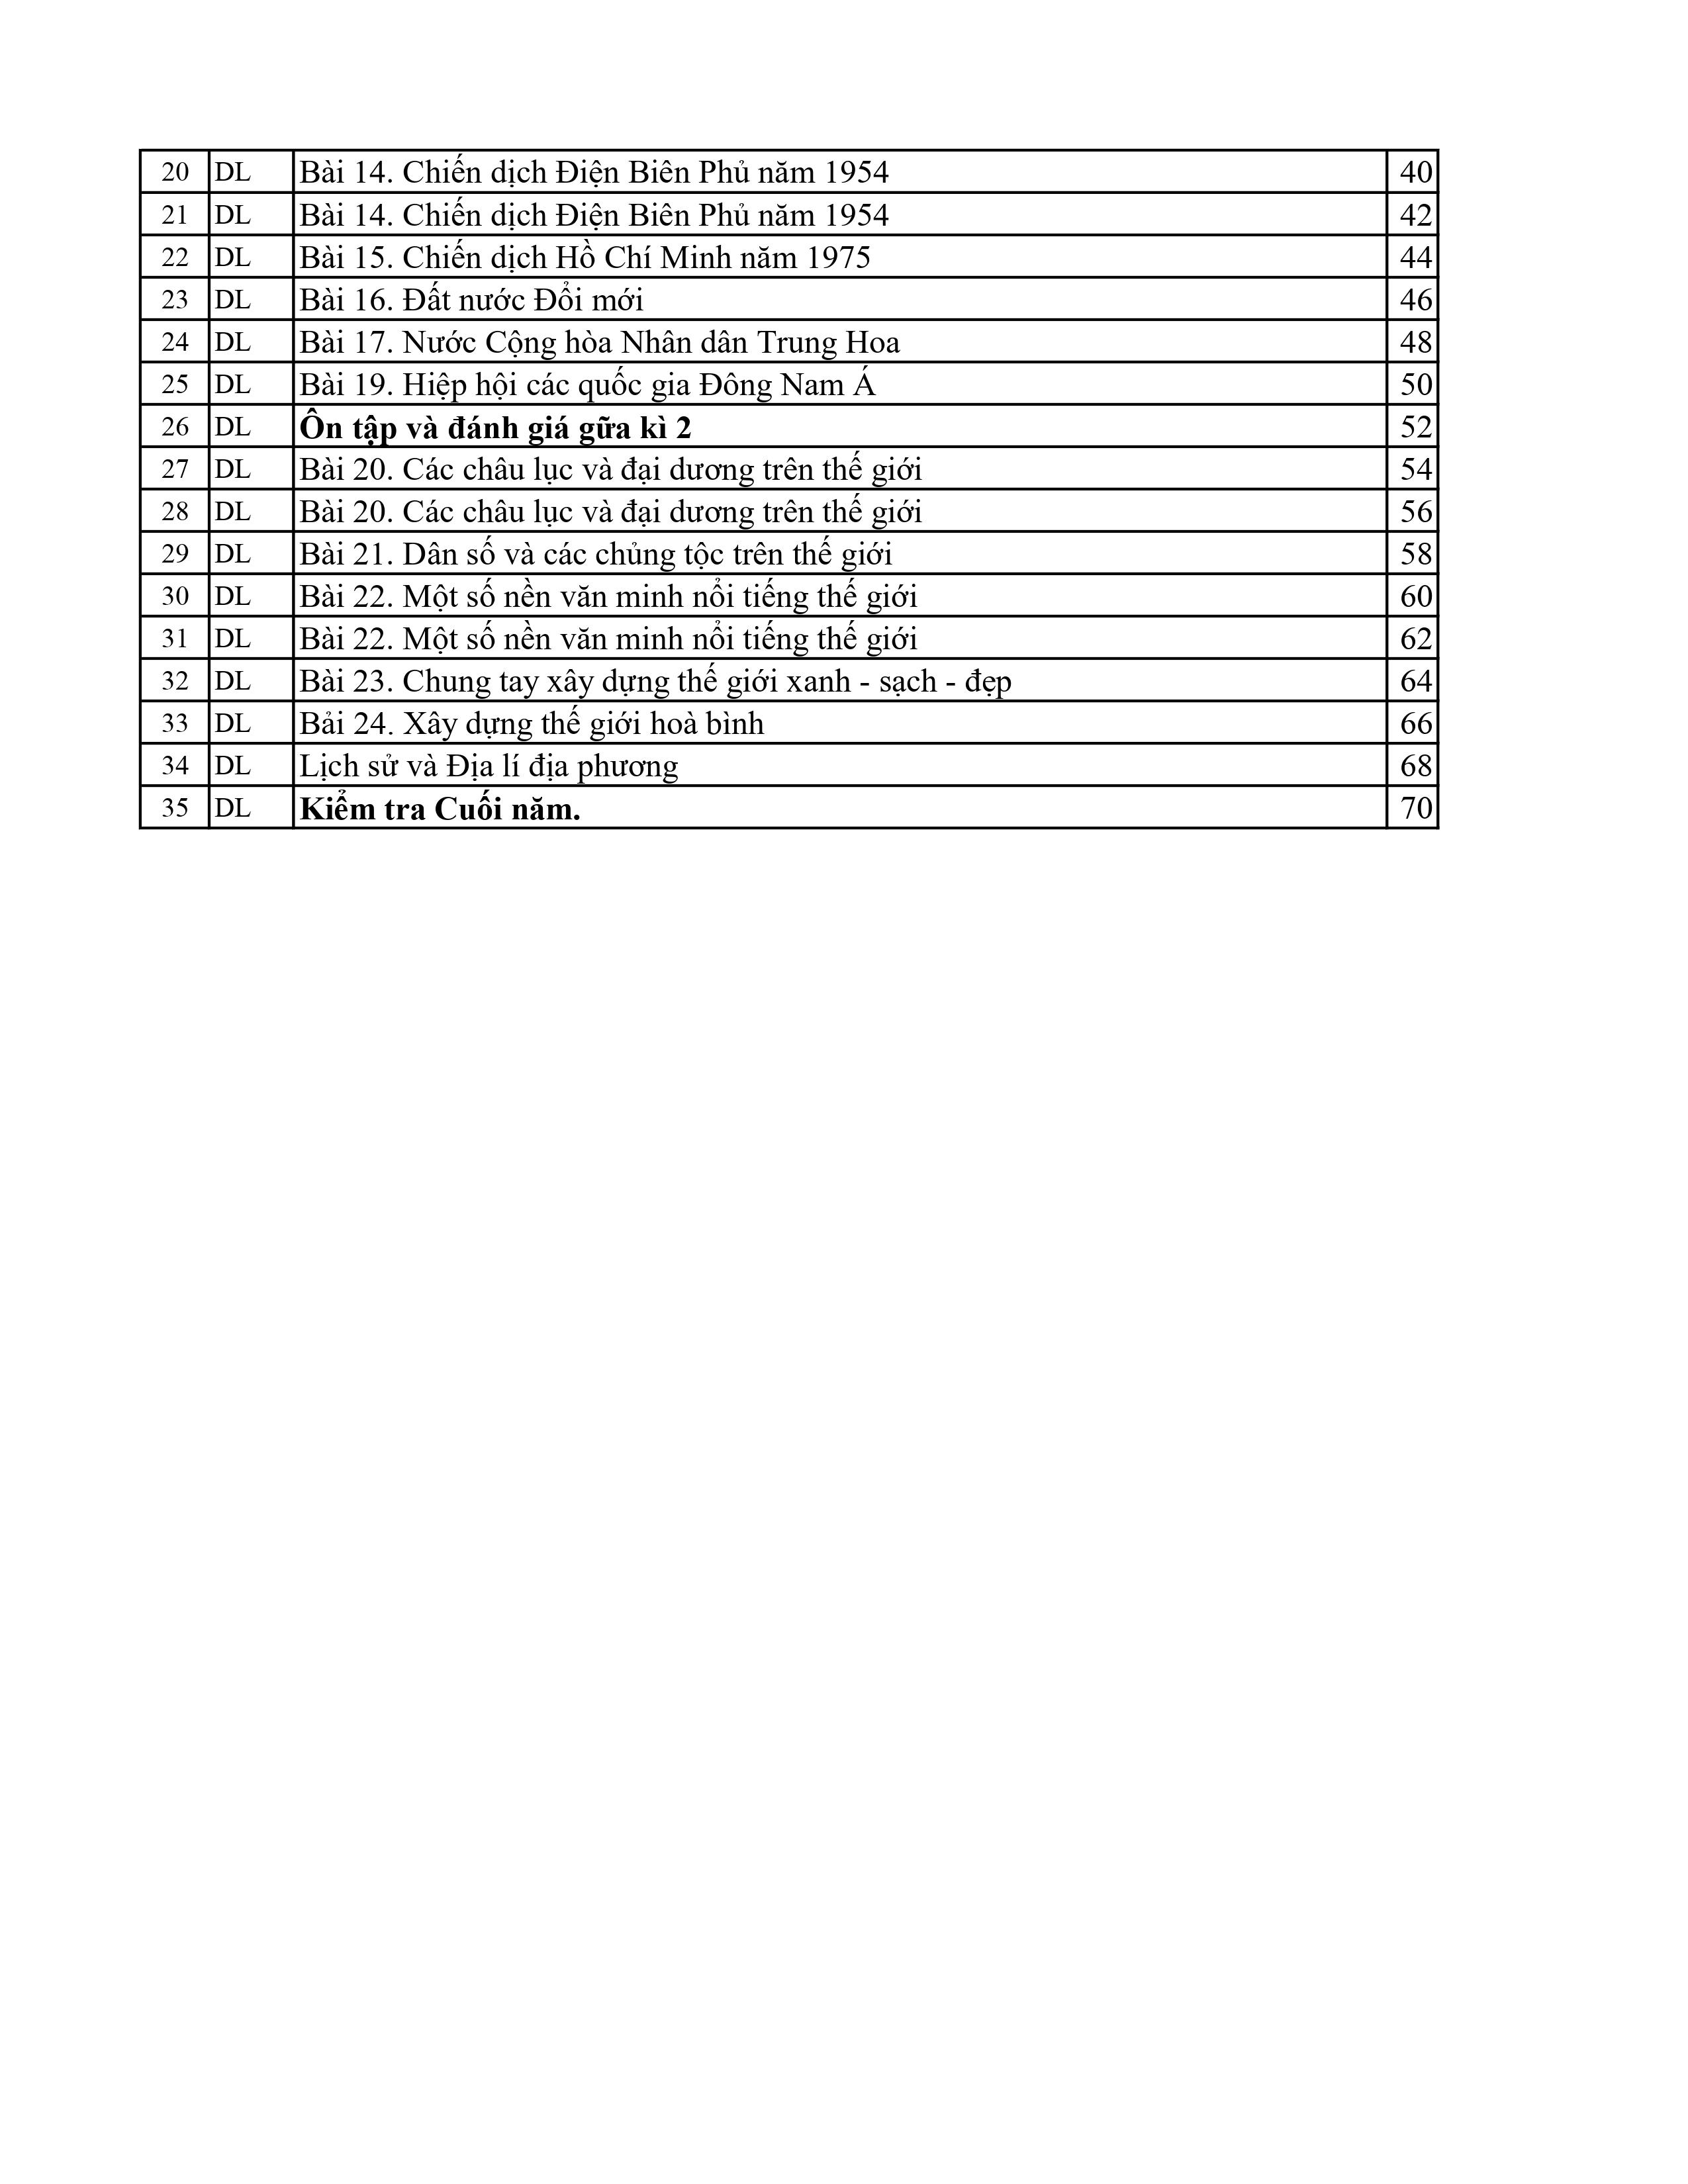 20 DL Bài 14. Chiến dịch Điện Biên Phủ năm 1954 40
21 DL Bài 14. Chiến dịch Điện Biên Phủ năm 1954 42
22 DL Bài 15. Chiến dịch Hồ Chí Minh năm 1975 44
23 DL Bài 16. Đất nước Đổi mới 46
24 DL Bài 17. Nước Cộng hòa Nhân dân Trung Hoa 48
25 DL Bài 19. Hiệp hội các quốc gia Đông Nam Á 50
26 DL Ôn tập và đánh giá gữa kì 2 52
27 DL Bài 20. Các châu lục và đại dương trên thế giới 54
28 DL Bài 20. Các châu lục và đại dương trên thế giới 56
29 DL Bài 21. Dân số và các chủng tộc trên thế giới 58
30 DL Bài 22. Một số nền văn minh nổi tiếng thế giới 60
31 DL Bài 22. Một số nền văn minh nổi tiếng thế giới 62
32 DL Bài 23. Chung tay xây dựng thế giới xanh - sạch - đẹp 64
33 DL Bải 24. Xây dựng thế giới hoà bình 66
34 DL Lịch sử và Địa lí địa phương 68
35 DL Kiểm tra Cuối năm. 70